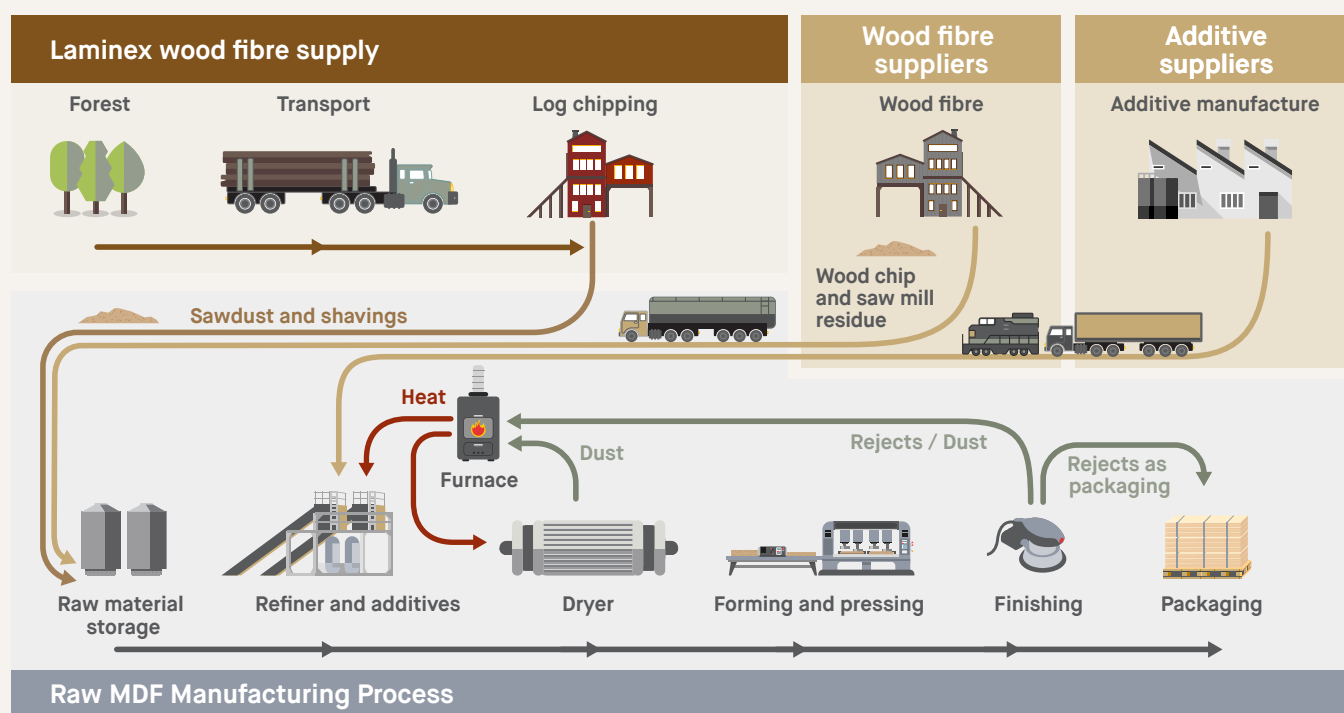 Laminex wood fibre supply
Wood fibre
suppliers
Additive
suppliers
Forest
Transport
Log chipping
Wood fibre
Additive manufacture
Wood chip
and saw mill
residue
Sawdust and shavings
Heat
Furnace
Dust
Rejects / Dust
Rejects as
packaging
Raw material
storage
Refiner and additives
Dryer
Forming and pressing
Finishing
Packaging
Raw MDF Manufacturing Process